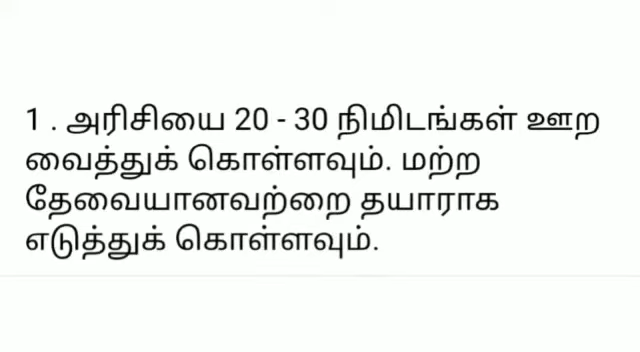 1 . அரிசியை 20 - 30 நிமிடங்கள் ஊற
வைத்துக் கொள்ளவும். மற்ற
தேவையானவற்றை தயாராக
எடுத்துக் கொள்ளவும்.